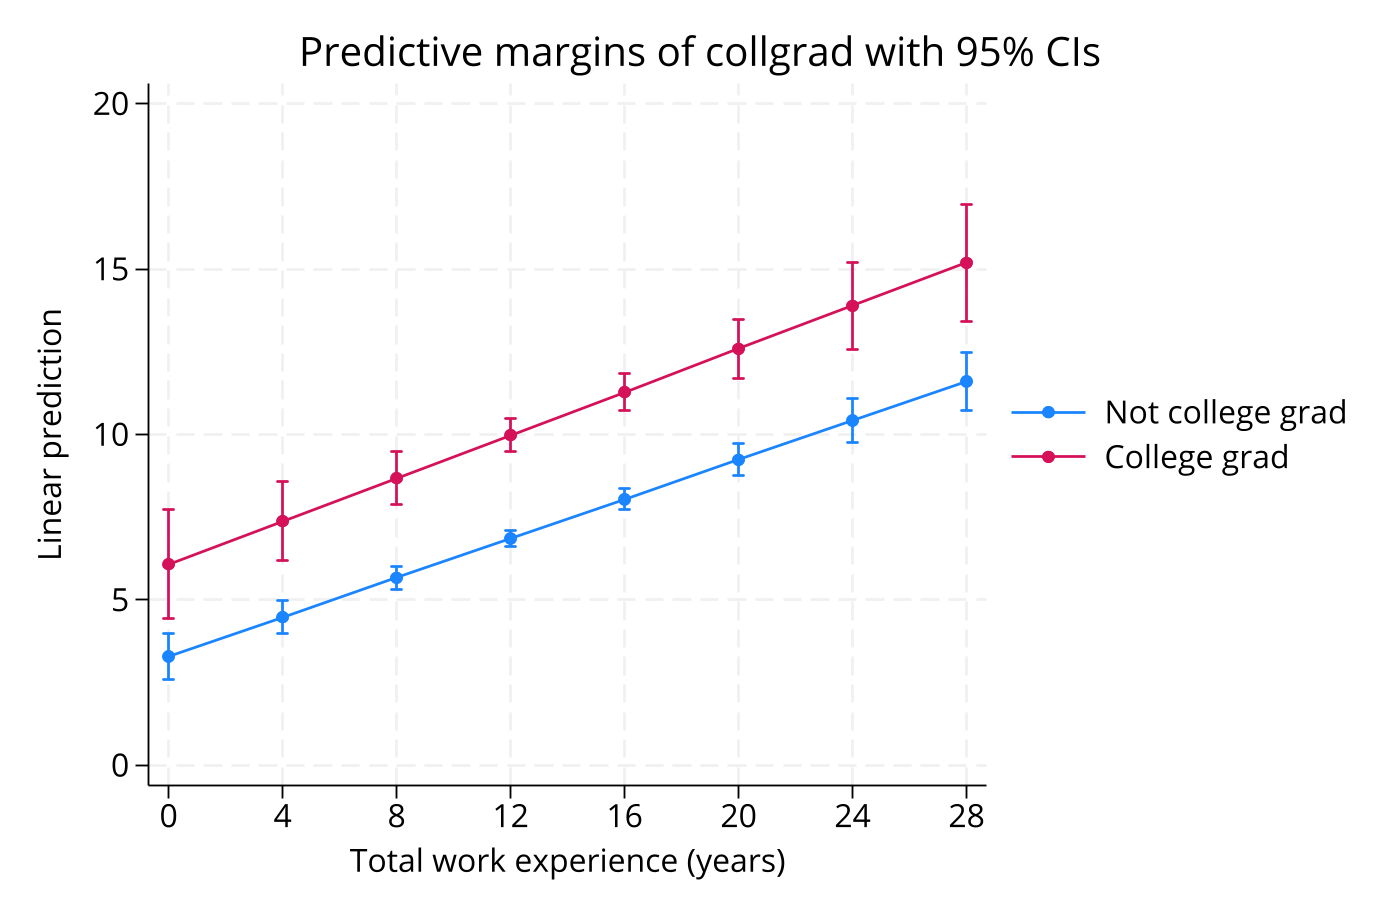 Predictive margins of collgrad with 95% CIs
20
15
10
5
0
Linear prediction
0 4 8 12 16 20 24 28
Total work experience (years)
Not college grad
College grad